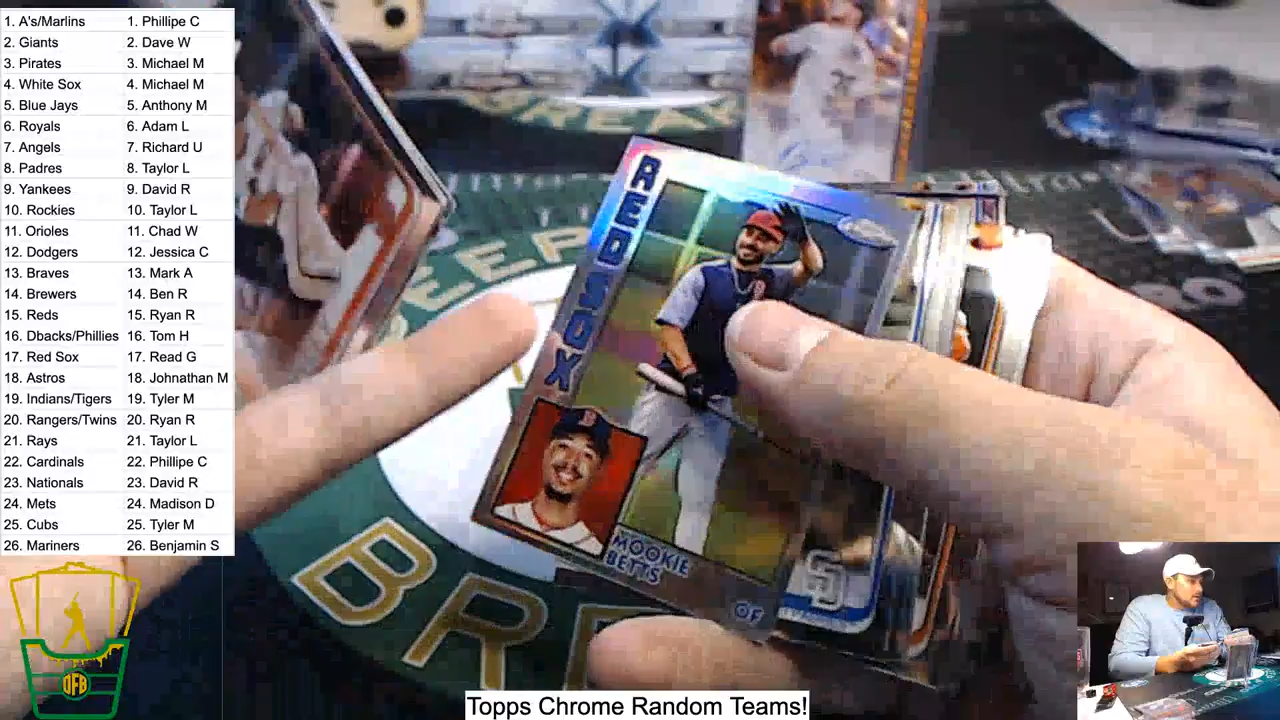 1. A's/Marlins 1. Phillipe C
2. Giants 2. Dave W
3. Pirates 3. Michael M
4. White Sox 4. Michael M
5. Blue Jays 5. Anthony M
6. Royals 6. Adam L
7. Angels 7. Richard U
8. Padres 8. Taylor L
9. Yankees 9. David R
10. Rockies 10. Taylor L
11. Orioles 11. Chad W
12. Dodgers 12. Jessica C
13. Braves 13. Mark A
14. Brewers 14. Ben R
15. Reds 15. Ryan R
16. Dbacks/Phillies 16. Tom H
17. Red Sox 17. Read G
18. Astros 18. Johnathan M
19. Indians/Tigers 19. Tyler M
20. Rangers/Twins 20. Ryan R
21. Rays 21. Taylor L
22. Cardinals 22. Phillipe C
23. Nationals 23. David R
24. Mets 24. Madison D
25. Cubs 25. Tyler M
26. Mariners 26. Benjamin S
BREAK
RED SOX
B
MOOKIE
BETTS
OF
SD
BRE
OFB
Topps Chrome Random Teams!